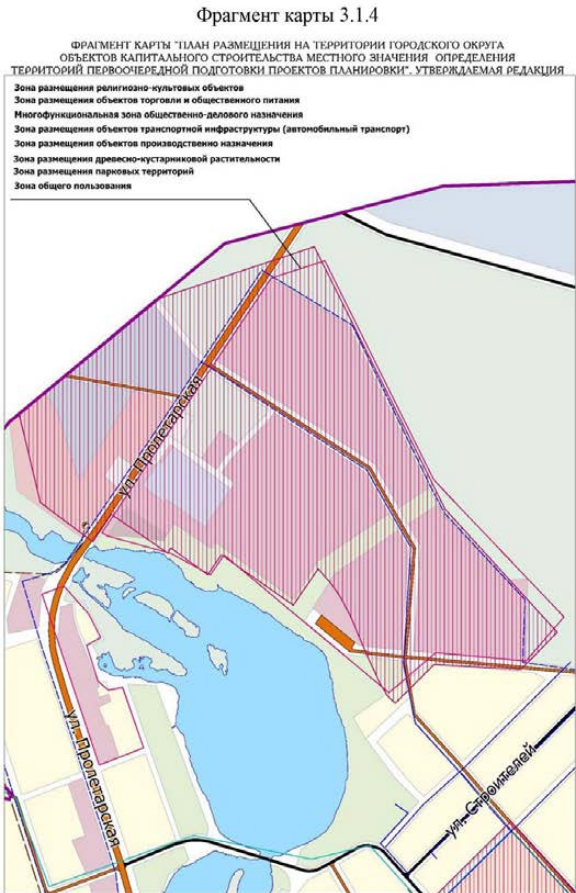 Фрагмент карты 3.1.4
ФРАГМЕНТ КАРТЫ "ПЛАН РАЗМЕЩЕНИЯ НА ТЕРРИТОРИИ ГОРОДСКОГО ОКРУГА
ОБЪЕКТОВ КАПИТАЛЬНОГО СТРОИТЕЛЬСТВА МЕСТНОГО ЗНАЧЕНИЯ ОПРЕДЕЛЕНИЯ
ТЕРРИТОРИЙ ПЕРВООЧЕРЕДНОЙ ПОДГОТОВКИ ПРОЕКТОВ ПЛАНИРОВКИ". УТВЕРЖДАЕМАЯ РЕДАКЦИЯ
Зона размещения религиозно-культовых объектов
Зона размещения объектов торговли и общественного питания
Многофункциональная зона общественно-делового назначения
Зона размещения объектов транспортной инфраструктуры (автомобильный транспорт)
Зона размещения объектов производственно назначения
Зона размещения древесно-кустарниковой растительности
Зона размещения парковых территорий
Зона общего пользования
ул. Пролетарская
ул. Пролетарская
ул. Строителей